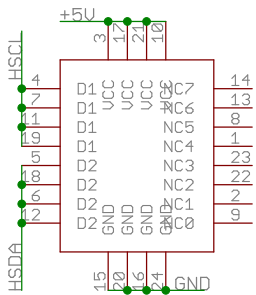 +5V
3 17 21 10
HSCL
VCC VCC VCC VCC
4 D1 NC7 14
7 D1 NC6 13
11 D1 NC5 8
19 D1 NC4 1
5 D2 NC3 23
18 D2 NC2 22
6 D2 NC1 2
12 D2 NC0 9
GND GND GND GND
HSDA
15 20 16 24
GND